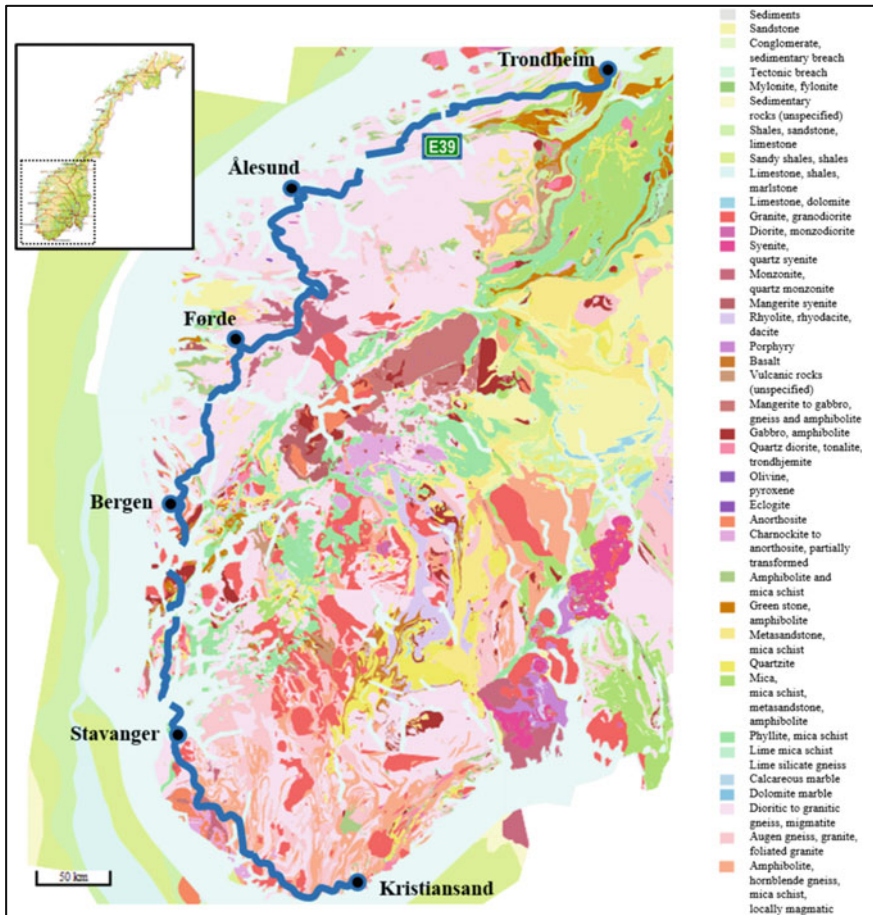 Trondheim
E39
Ålesund
Førde
Bergen
Stavanger
Kristiansand
50 km
Sediments
Sandstone
Conglomerate,
sedimentary breach
Tectonic breach
Mylonite, fylonite
Sedimentary
rocks (unspecified)
Shales, sandstone,
limestone
Sandy shales, shales
Limestone, shales,
marlstone
Limestone, dolomite
Granite, granodiorite
Diorite, monzodiorite
Syenite,
quartz syenite
Monzonite,
quartz monzonite
Mangerite syenite
Rhyolite, rhyodacite,
dacite
Porphyry
Basalt
Vulcanic rocks
(unspecified)
Mangerite to gabbro,
gneiss and amphibolite
Gabbro, amphibolite
Quartz diorite, tonalite,
trondhjemite
Olivine,
pyroxene
Eclogite
Anorthosite
Charnockite to
anorthosite, partially
transformed
Amphibolite and
mica schist
Green stone,
amphibolite
Metasandstone,
mica schist
Quartzite
Mica,
mica schist,
metasandstone,
amphibolite
Phyllite, mica schist
Lime mica schist
Lime silicate gneiss
Calcareous marble
Dolomite marble
Dioritic to granitic
gneiss, migmatite
Augen gneiss, granite,
foliated granite
Amphibolite,
hornblende gneiss,
mica schist,
locally magmatic